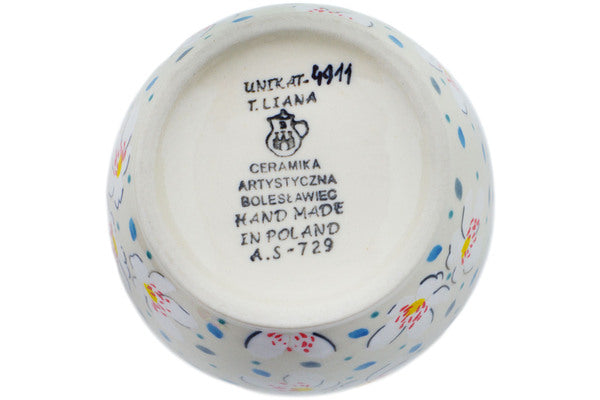 UNIKAT-4911
T.LIANA
B
CERAMIKA
ARTYSTYCZNA
BOLESŁAWIEC
HAND MADE
IN POLAND
A.S-729